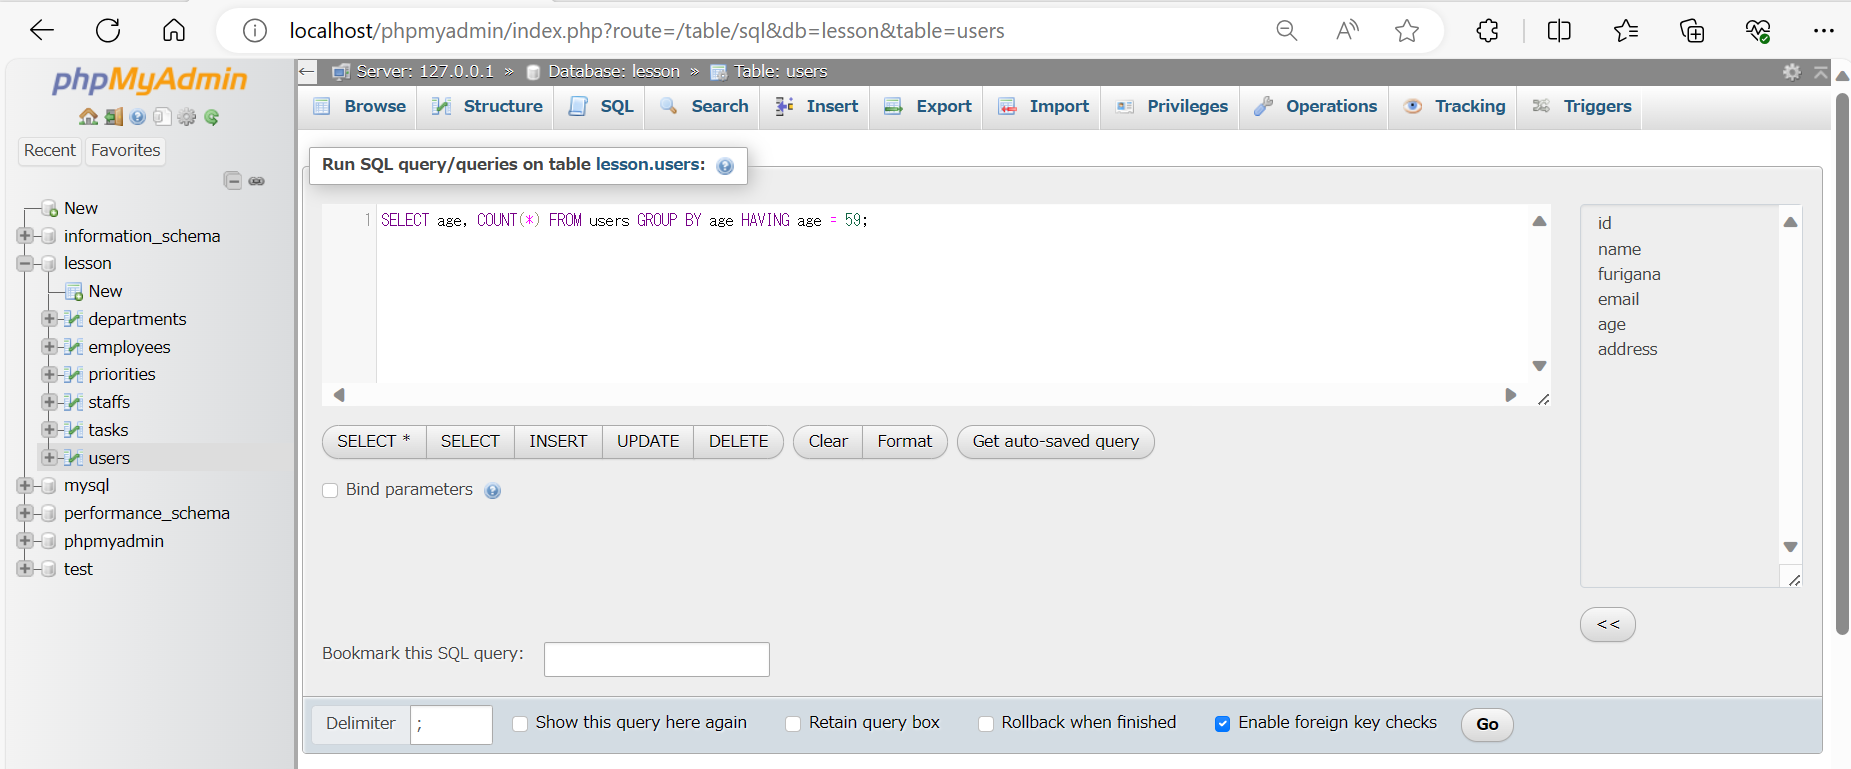 localhost/phpmyadmin/index.php?route=/table/sql&db=lesson&table=users
phpMyAdmin
Recent
Favorites
New
information_schema
lesson
New
departments
employees
priorities
staffs
tasks
users
mysql
performance_schema
phpmyadmin
test
Server: 127.0.0.1 » Database: lesson » Table: users
Browse
Structure
SQL
Search
Insert
Export
Import
Privileges
Operations
Tracking
Triggers
Run SQL query/queries on table lesson.users:
1 SELECT age, COUNT(*) FROM users GROUP BY age HAVING age = 59;
id
name
furigana
email
age
address
SELECT *
SELECT
INSERT
UPDATE
DELETE
Clear
Format
Get auto-saved query
Bind parameters
<<
Bookmark this SQL query:
Delimiter ;
Show this query here again
Retain query box
Rollback when finished
Enable foreign key checks
Go